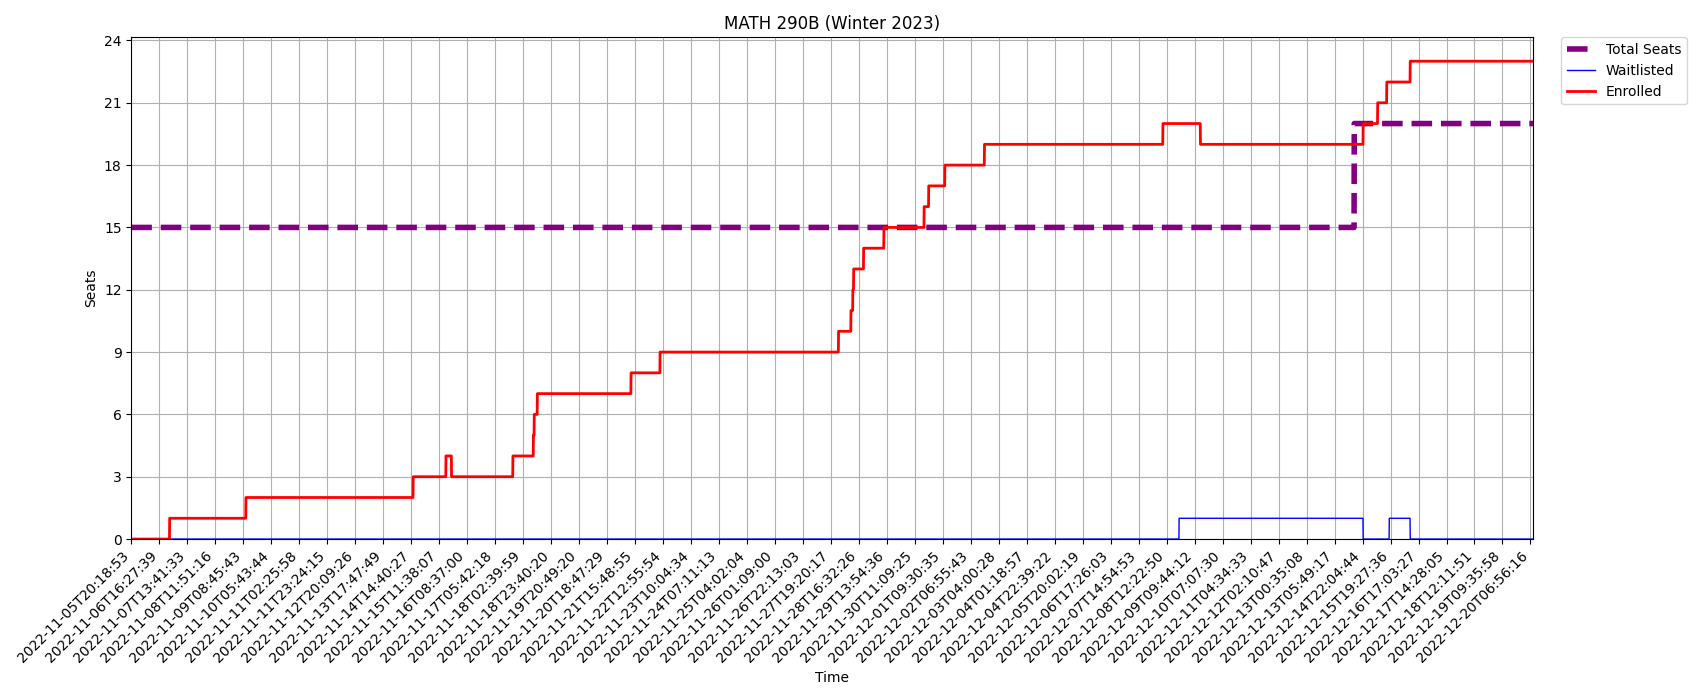 MATH 290B (Winter 2023)
Total Seats
Waitlisted
Enrolled
24
21
18
15
12
9
6
3
0
Seats
2022-11-05T20:18:53
2022-11-06T16:27:39
2022-11-07T13:41:33
2022-11-08T11:51:16
2022-11-09T08:45:43
2022-11-10T05:43:44
2022-11-11T02:25:58
2022-11-11T23:24:15
2022-11-12T20:09:26
2022-11-13T17:47:49
2022-11-14T14:40:27
2022-11-15T11:38:07
2022-11-16T08:37:00
2022-11-17T05:42:18
2022-11-18T02:39:59
2022-11-18T23:40:20
2022-11-19T20:49:20
2022-11-20T18:47:29
2022-11-21T15:48:55
2022-11-22T12:55:54
2022-11-23T10:04:34
2022-11-24T07:11:13
2022-11-25T04:02:04
2022-11-26T01:09:00
2022-11-26T22:13:03
2022-11-27T19:20:17
2022-11-28T16:32:26
2022-11-29T13:54:36
2022-11-30T11:09:25
2022-12-01T09:30:35
2022-12-02T06:55:43
2022-12-03T04:00:28
2022-12-04T01:18:57
2022-12-04T22:39:22
2022-12-05T20:02:19
2022-12-06T17:26:03
2022-12-07T14:54:53
2022-12-08T12:22:50
2022-12-09T09:44:12
2022-12-10T07:07:30
2022-12-11T04:34:33
2022-12-12T02:10:47
2022-12-13T00:35:08
2022-12-13T05:49:17
2022-12-14T22:04:44
2022-12-15T19:27:36
2022-12-16T17:03:27
2022-12-17T14:28:05
2022-12-18T12:11:51
2022-12-19T09:35:58
2022-12-20T06:56:16
Time